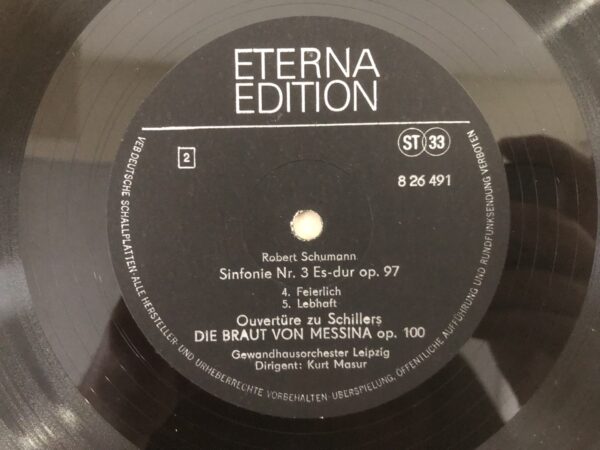 ETERNA
EDITION
2
ST 33
8 26 491
Robert Schumann
Sinfonie Nr. 3 Es-dur op. 97
4. Feierlich
5. Lebhaft
Ouvertüre zu Schillers
DIE BRAUT VON MESSINA op. 100
Gewandhausorchester Leipzig
Dirigent: Kurt Masur
VEB DEUTSCHE SCHALLPLATTEN · ALLE HERSTELLER- UND URHEBERRECHTE VORBEHALTEN · ÜBERSPIELUNG, ÖFFENTLICHE AUFFÜHRUNG UND RUNDFUNKSENDUNG VERBOTEN